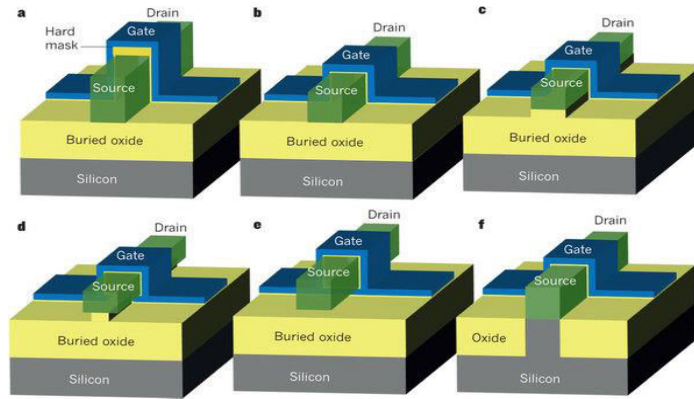 a
Drain
Hard
mask
Gate
Source
Buried oxide
Silicon
b
Drain
Gate
Source
Buried oxide
Silicon
c
Drain
Gate
Source
Buried oxide
Silicon
d
Drain
Gate
Source
Buried oxide
Silicon
e
Drain
Gate
Source
Buried oxide
Silicon
f
Drain
Gate
Source
Oxide
Silicon